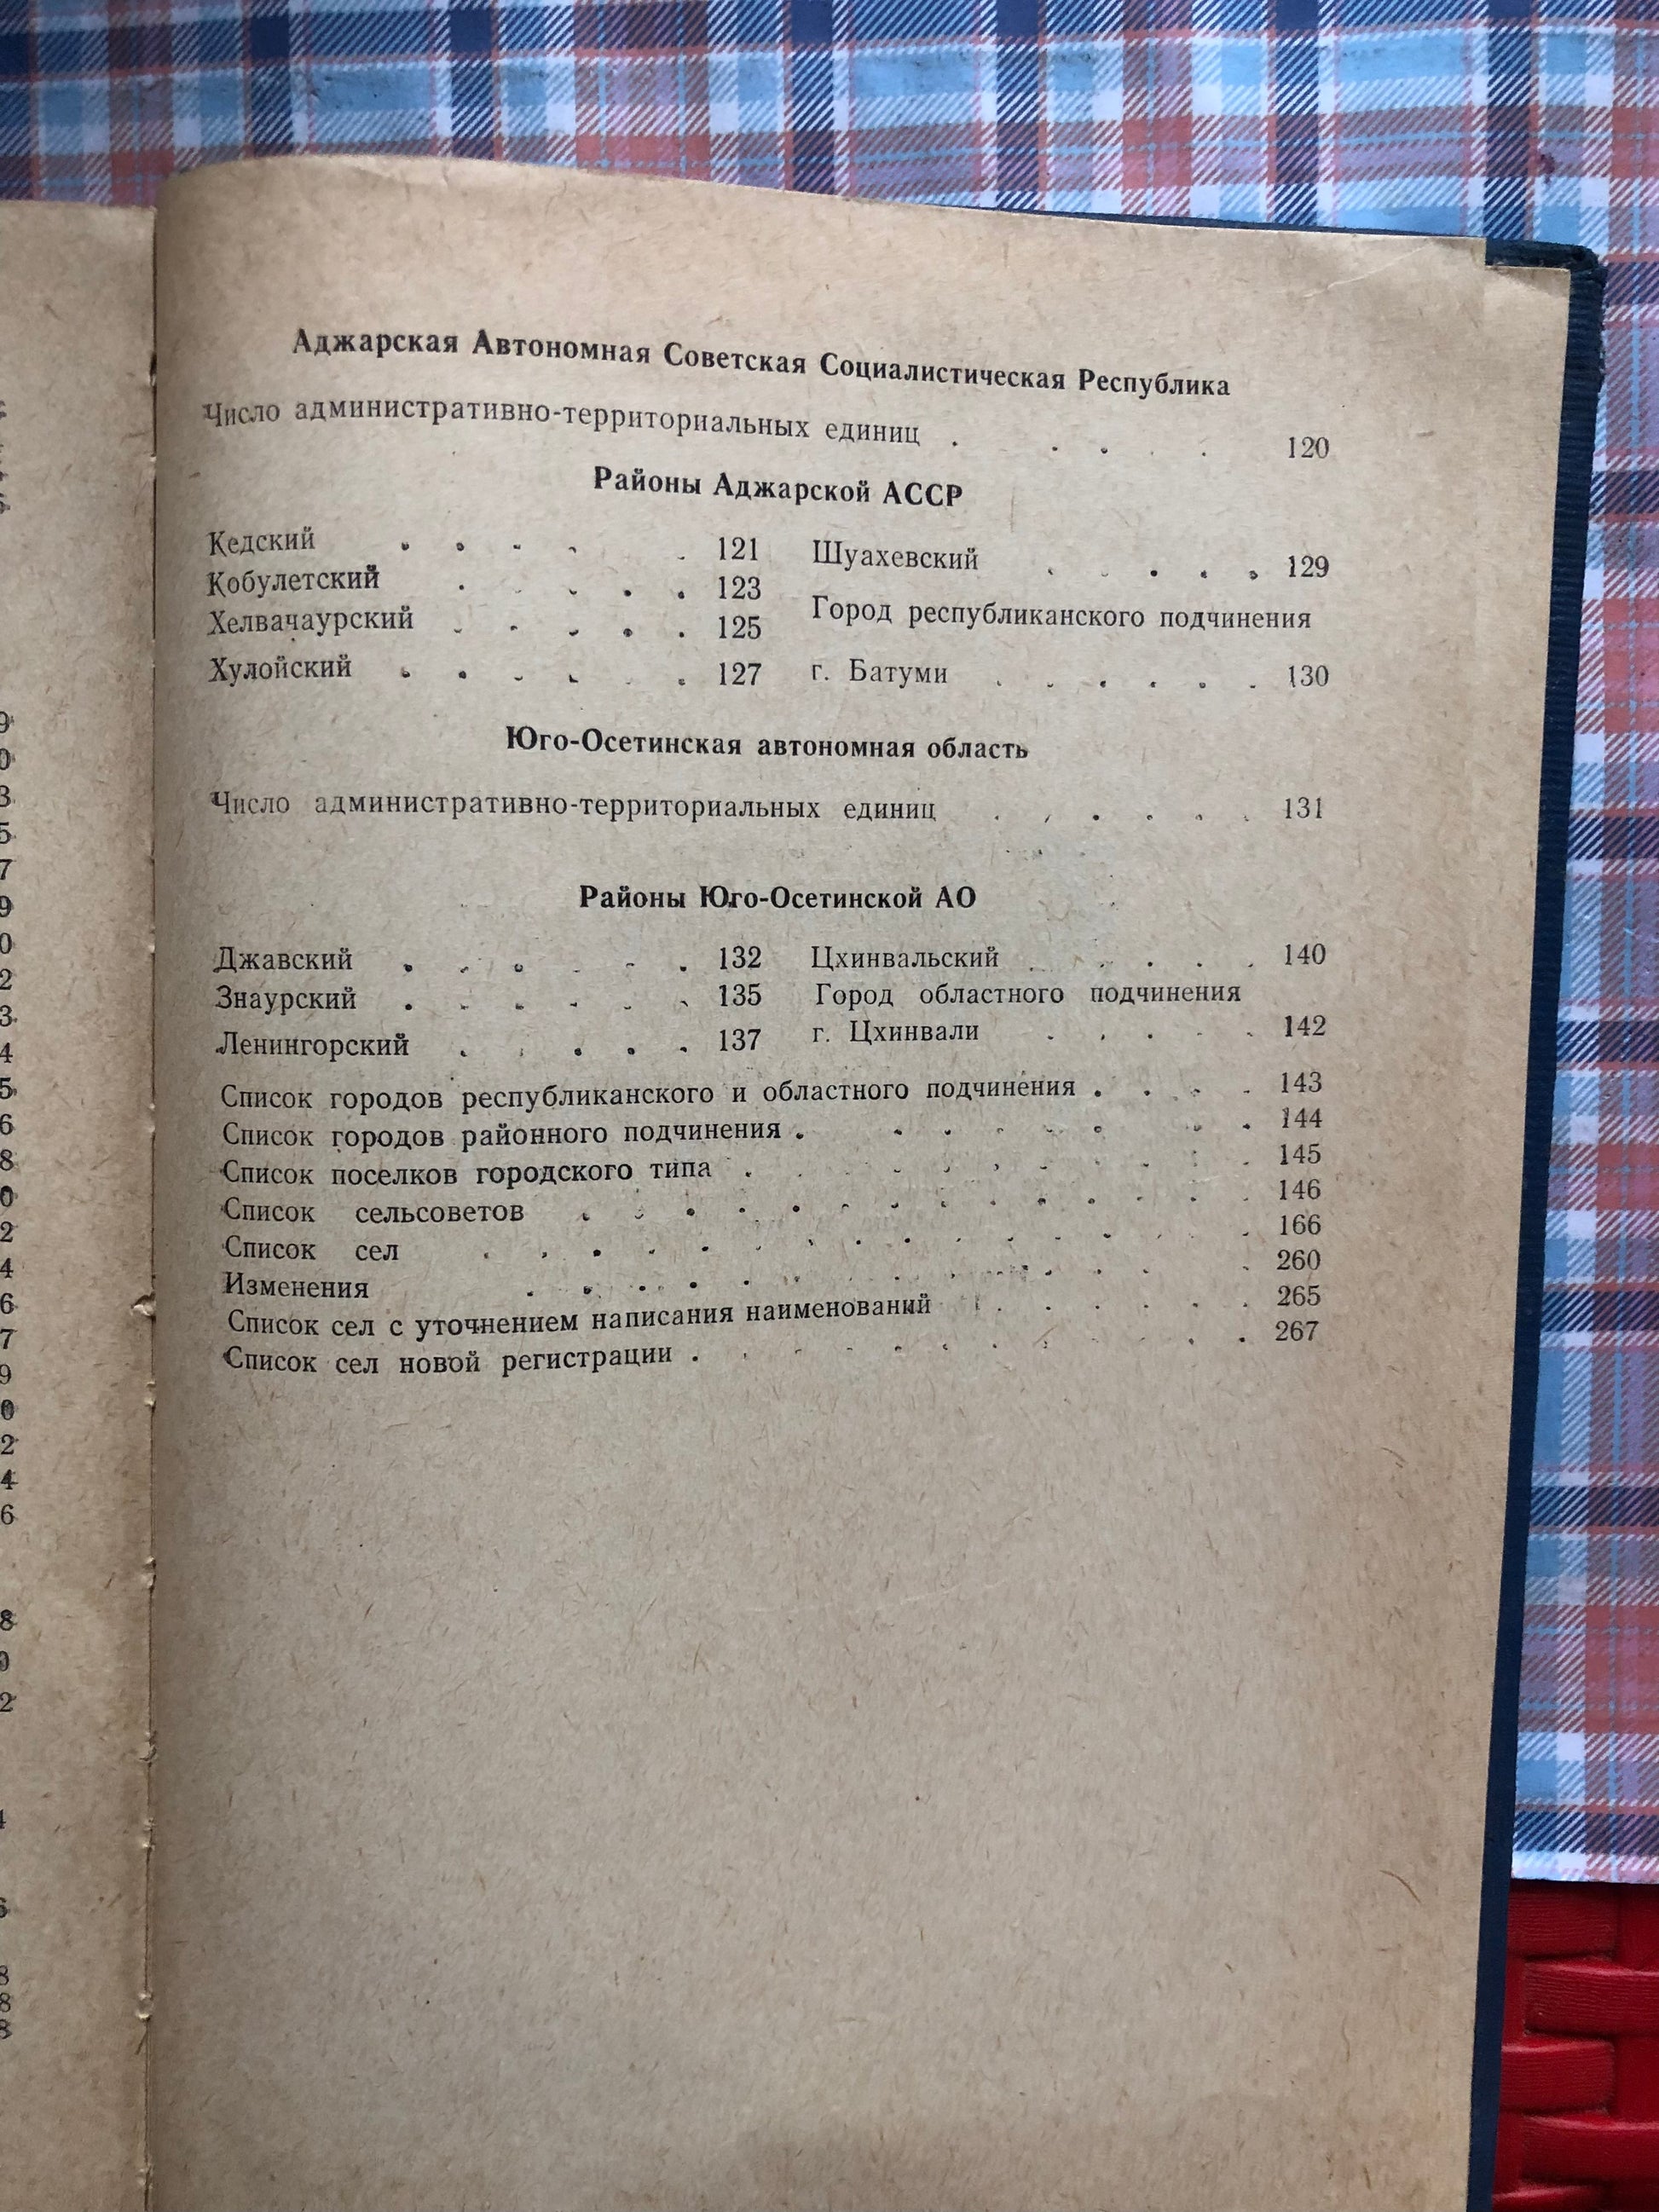 Аджарская Автономная Советская Социалистическая Республика
Число административно-территориальных единиц . . . . 120
Районы Аджарской АССР
Кедский . . . . . 121
Кобулетский . . . . . 123
Хелвачаурский . . . . . 125
Хулойский . . . . . . 127
Шуахевский . . . . . 129
Город республиканского подчинения
г. Батуми . . . . . . 130
Юго-Осетинская автономная область
Число административно-территориальных единиц . . . . . . 131
Районы Юго-Осетинской АО
Джавский . . . . . . 132
Знаурский . . . . . . 135
Ленингорский . . . . . 137
Цхинвальский . . . . . 140
Город областного подчинения
г. Цхинвали . . . . . 142
Список городов республиканского и областного подчинения . . . . 143
Список городов районного подчинения . . . . . . . . 144
Список поселков городского типа . . . . . . . . . . 145
Список сельсоветов . . . . . . . . . . . . . 146
Список сел . . . . . . . . . . . . . . 166
Изменения . . . . . . . . . . . . 260
Список сел с уточнением написания наименований . . . . . . 265
Список сел новой регистрации . . . . . . . . . . . 267